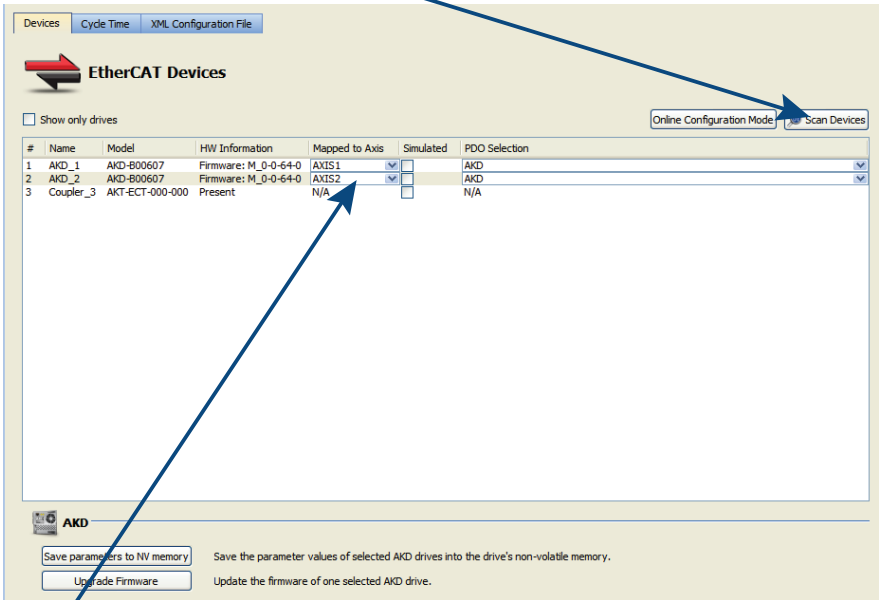 Devices Cycle Time XML Configuration File
EtherCAT Devices
Show only drives Online Configuration Mode Scan Devices
# Name Model HW Information Mapped to Axis Simulated PDO Selection
1 AKD_1 AKD-B00607 Firmware: M_0-0-64-0 AXIS1 AKD
2 AKD_2 AKD-B00607 Firmware: M_0-0-64-0 AXIS2 AKD
3 Coupler_3 AKT-ECT-000-000 Present N/A N/A
AKD
Save parameters to NV memory Save the parameter values of selected AKD drives into the drive's non-volatile memory.
Upgrade Firmware Update the firmware of one selected AKD drive.